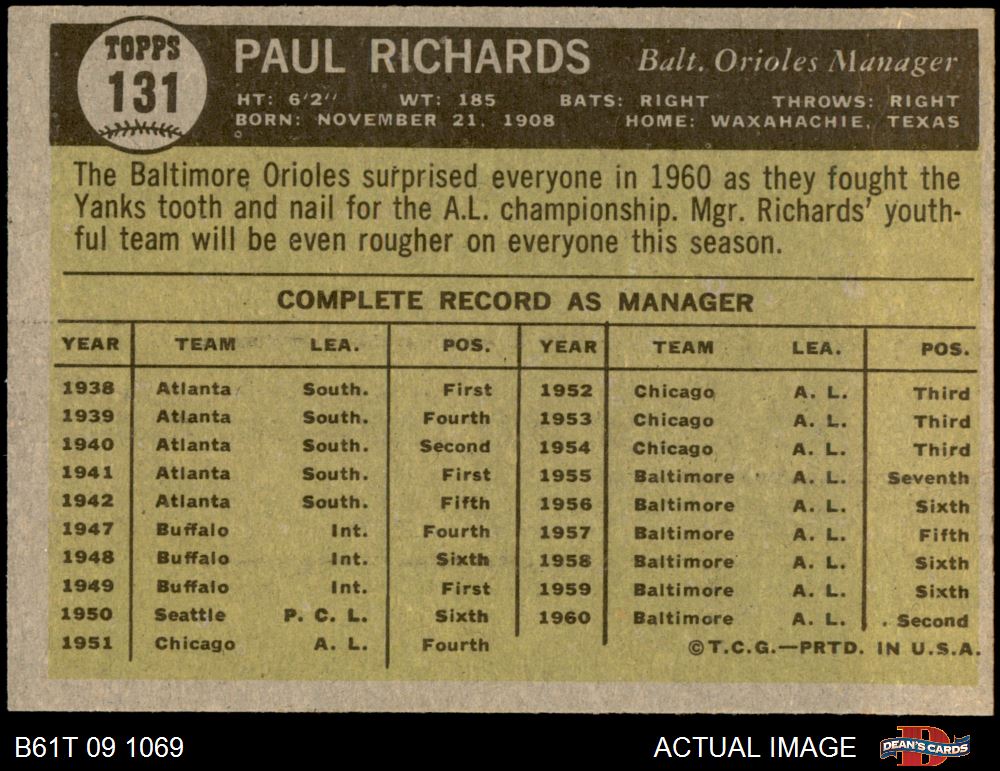 TOPPS
131
PAUL RICHARDS Balt. Orioles Manager
HT: 6'2" WT: 185 BATS: RIGHT THROWS: RIGHT
BORN: NOVEMBER 21, 1908 HOME: WAXAHACHIE, TEXAS
The Baltimore Orioles surprised everyone in 1960 as they fought the
Yanks tooth and nail for the A.L. championship. Mgr. Richards' youth-
ful team will be even rougher on everyone this season.
COMPLETE RECORD AS MANAGER
YEAR TEAM LEA. POS. YEAR TEAM LEA. POS.
1938 Atlanta South. First 1952 Chicago A. L. Third
1939 Atlanta South. Fourth 1953 Chicago A. L. Third
1940 Atlanta South. Second 1954 Chicago A. L. Third
1941 Atlanta South. First 1955 Baltimore A. L. Seventh
1942 Atlanta South. Fifth 1956 Baltimore A. L. Sixth
1947 Buffalo Int. Fourth 1957 Baltimore A. L. Fifth
1948 Buffalo Int. Sixth 1958 Baltimore A. L. Sixth
1949 Buffalo Int. First 1959 Baltimore A. L. Sixth
1950 Seattle P. C. L. Sixth 1960 Baltimore A. L. Second
1951 Chicago A. L. Fourth ©T.C.G.—PRTD. IN U.S.A.
B61T 09 1069 ACTUAL IMAGE DEAN'S CARDS